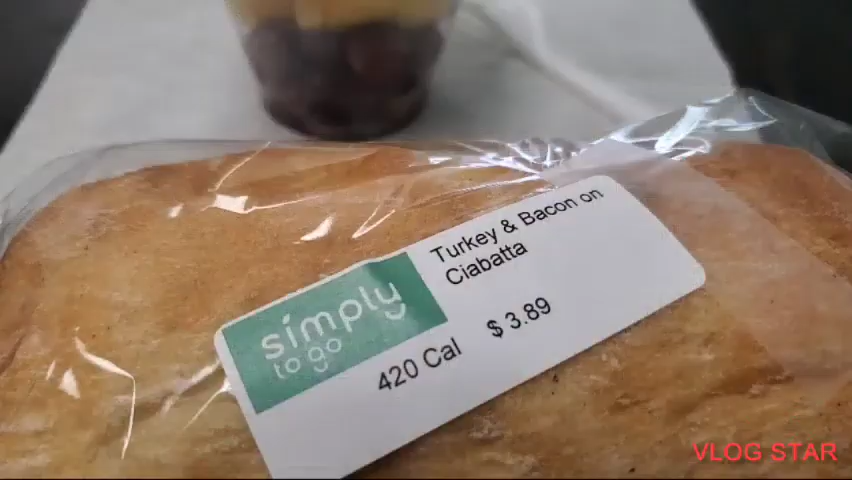 Turkey & Bacon on
Ciabatta
simply
to go
420 Cal $ 3.89
VLOG STAR